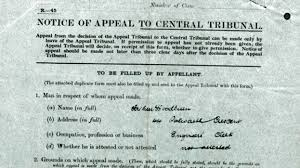 Number of Case
R.—43
NOTICE OF APPEAL TO CENTRAL TRIBUNAL.
Appeal from the decision of the Appeal Tribunal to the Central Tribunal can be made only by
leave of the Appeal Tribunal. If permission to appeal has not already been given, the
Appeal Tribunal will decide, on receipt of this form, whether to give permission. Notice of
appeal should be made not later than three clear days after the decision of the Appeal
Tribunal.
TO BE FILLED UP BY APPELLANT.
(The attached duplicate form must also be filled up and sent to the Appeal Tribunal with this form).
1. Man in respect of whom appeal made,
(a) Name (in full)
(b) Address (in full) Crescent
(c) Occupation, profession or business Engineers' Clerk
(d) Whether he is attested or not attested not attested
2. Grounds on which appeal made.